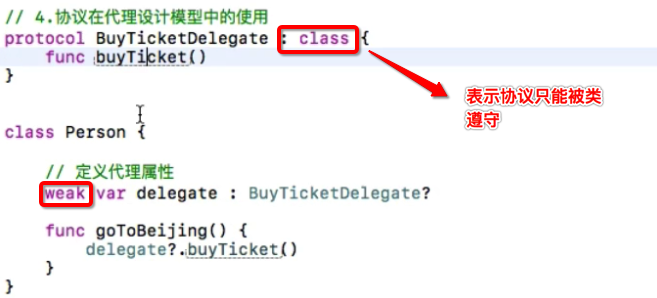 // 4.协议在代理设计模型中的使用
protocol BuyTicketDelegate : class {
    func buyTicket()
}
表示协议只能被类
遵守
class Person {
    // 定义代理属性
    weak var delegate : BuyTicketDelegate?
    func goToBeijing() {
        delegate?.buyTicket()
    }
}